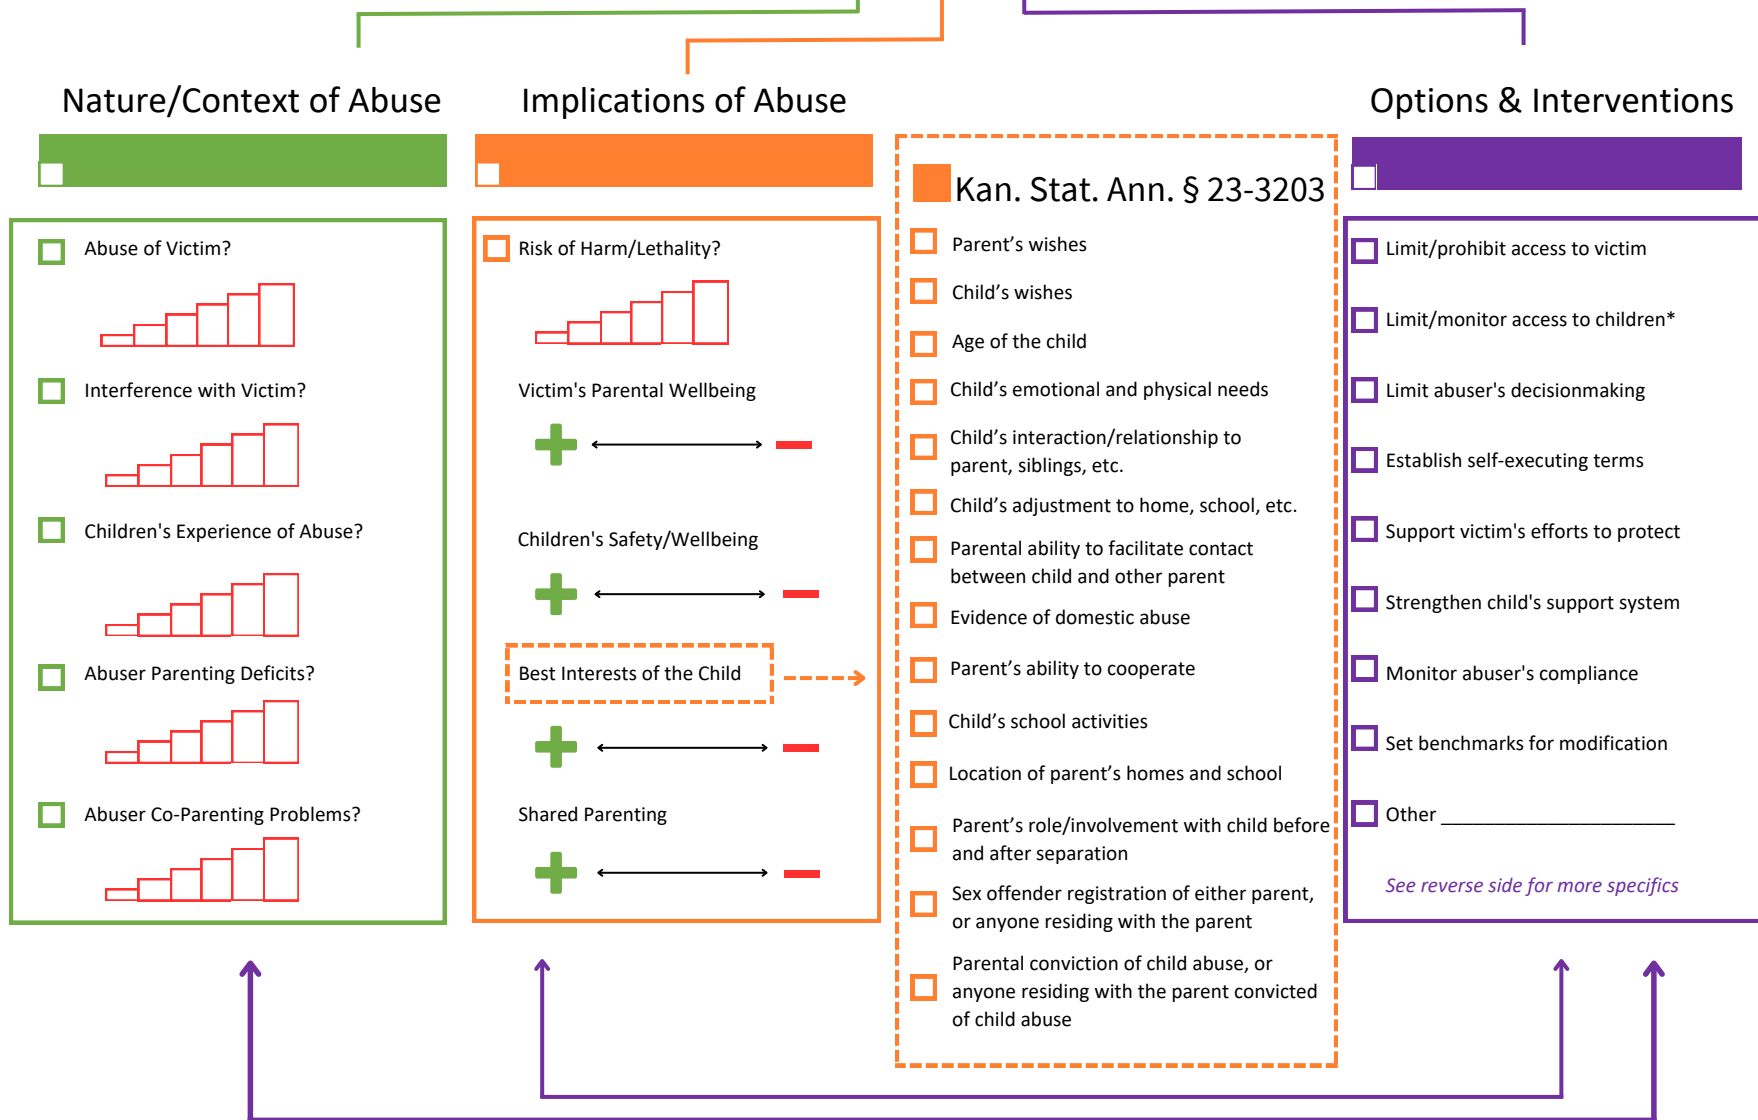 Nature/Context of Abuse
Abuse of Victim?
Interference with Victim?
Children's Experience of Abuse?
Abuser Parenting Deficits?
Abuser Co-Parenting Problems?
Implications of Abuse
Risk of Harm/Lethality?
Victim's Parental Wellbeing
Children's Safety/Wellbeing
Best Interests of the Child
Shared Parenting
Kan. Stat. Ann. § 23-3203
Parent’s wishes
Child’s wishes
Age of the child
Child’s emotional and physical needs
Child’s interaction/relationship to
parent, siblings, etc.
Child’s adjustment to home, school, etc.
Parental ability to facilitate contact
between child and other parent
Evidence of domestic abuse
Parent’s ability to cooperate
Child’s school activities
Location of parent’s homes and school
Parent’s role/involvement with child before
and after separation
Sex offender registration of either parent,
or anyone residing with the parent
Parental conviction of child abuse, or
anyone residing with the parent convicted
of child abuse
Options & Interventions
Limit/prohibit access to victim
Limit/monitor access to children*
Limit abuser's decisionmaking
Establish self-executing terms
Support victim's efforts to protect
Strengthen child's support system
Monitor abuser's compliance
Set benchmarks for modification
Other ______________________
See reverse side for more specifics